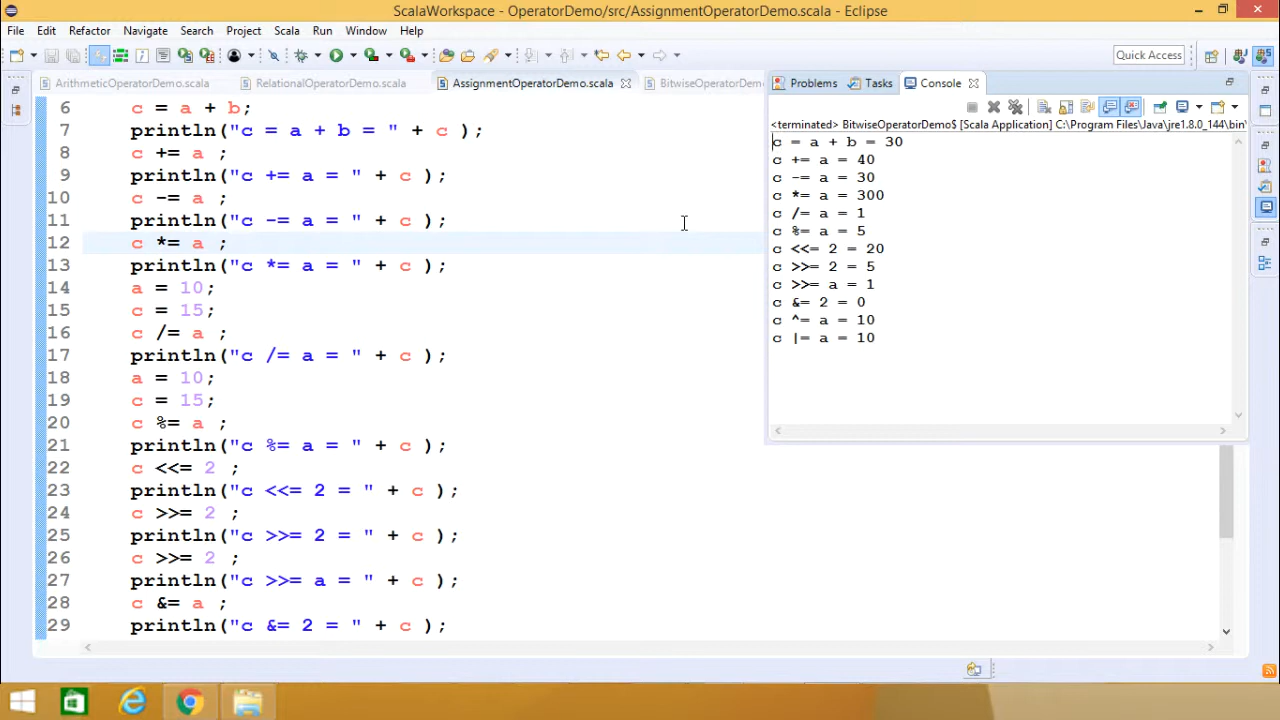 ScalaWorkspace - OperatorDemo/src/AssignmentOperatorDemo.scala - Eclipse
File Edit Refactor Navigate Search Project Scala Run Window Help
Quick Access
ArithmeticOperatorDemo.scala RelationalOperatorDemo.scala AssignmentOperatorDemo.scala BitwiseOperatorDem
Problems Tasks Console
<terminated> BitwiseOperatorDemo$ [Scala Application] C:\Program Files\Java\jre1.8.0_144\bin\
6 c = a + b;
7 println("c = a + b = " + c );
8 c += a ;
9 println("c += a = " + c );
10 c -= a ;
11 println("c -= a = " + c );
12 c *= a ;
13 println("c *= a = " + c );
14 a = 10;
15 c = 15;
16 c /= a ;
17 println("c /= a = " + c );
18 a = 10;
19 c = 15;
20 c %= a ;
21 println("c %= a = " + c );
22 c <<= 2 ;
23 println("c <<= 2 = " + c );
24 c >>= 2 ;
25 println("c >>= 2 = " + c );
26 c >>= 2 ;
27 println("c >>= a = " + c );
28 c &= a ;
29 println("c &= 2 = " + c );
c = a + b = 30
c += a = 40
c -= a = 30
c *= a = 300
c /= a = 1
c %= a = 5
c <<= 2 = 20
c >>= 2 = 5
c >>= a = 1
c &= 2 = 0
c ^= a = 10
c |= a = 10